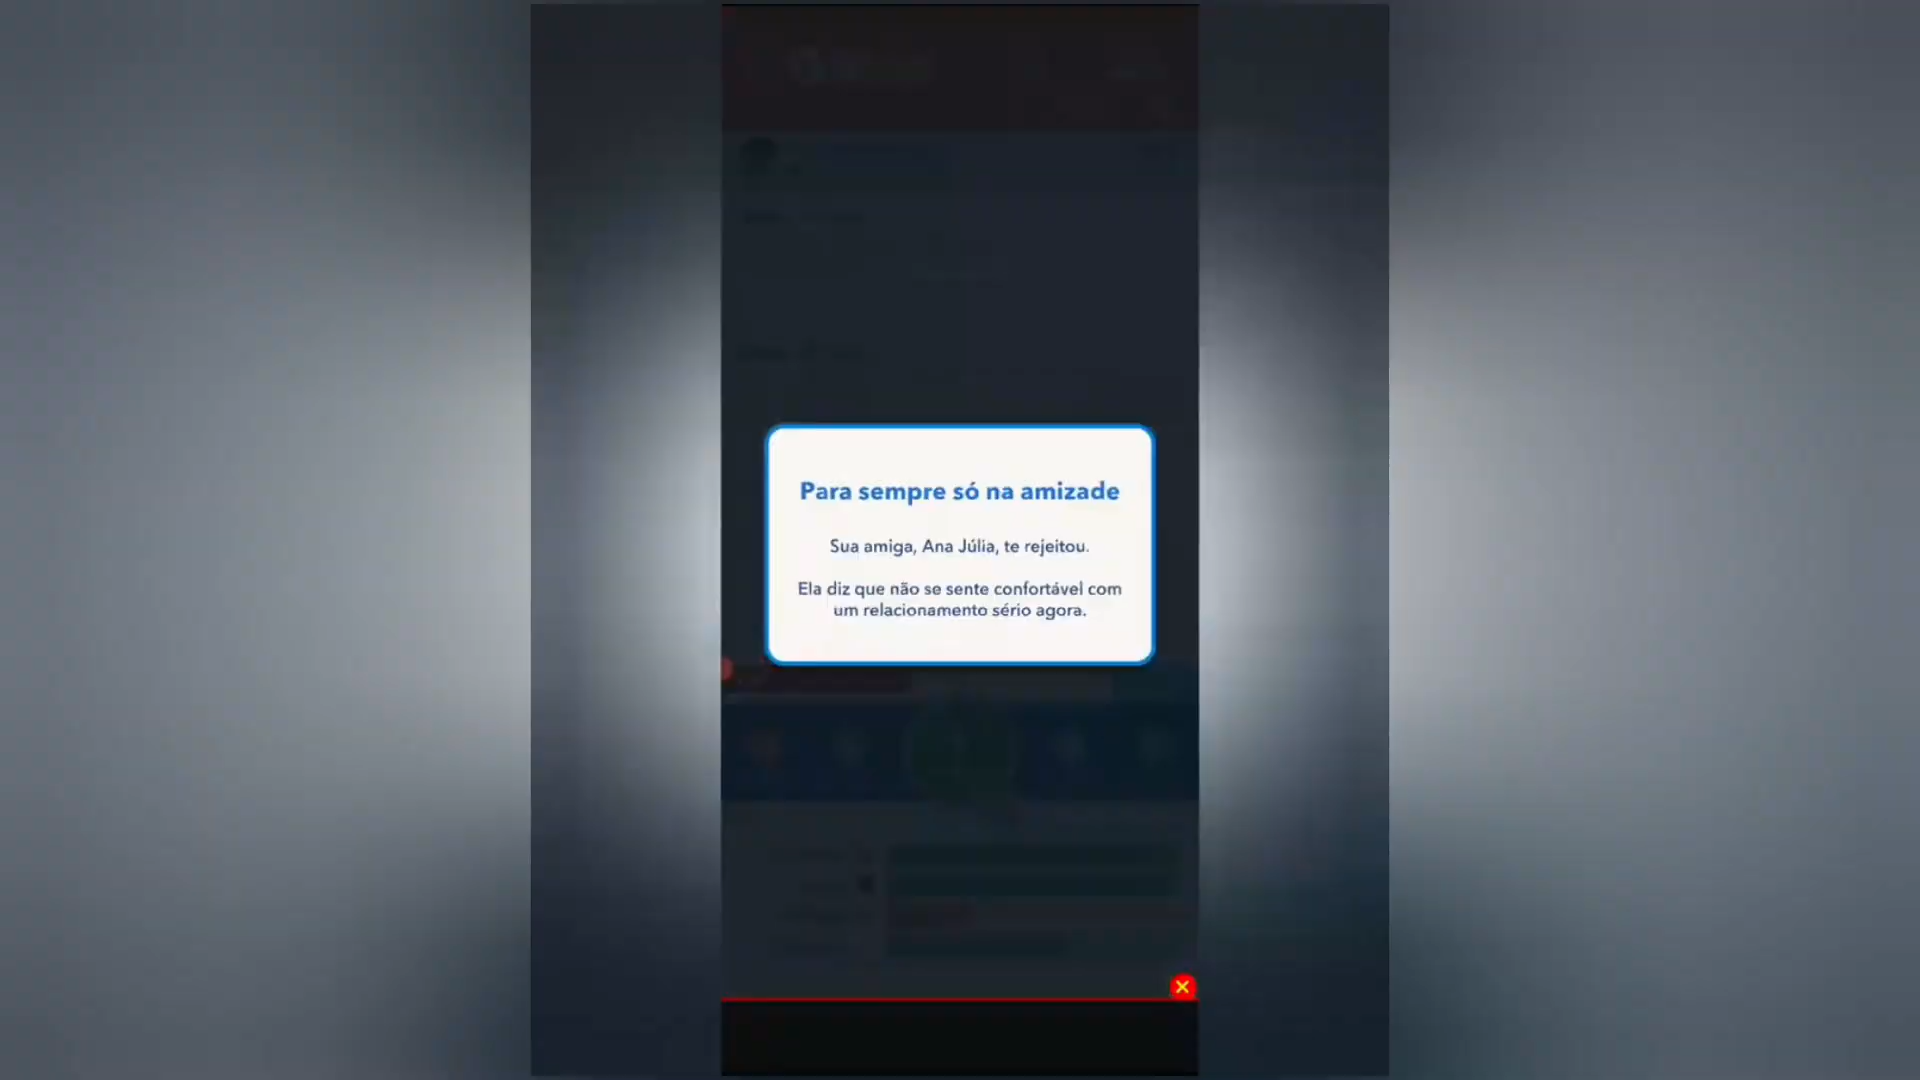 Para sempre só na amizade
Sua amiga, Ana Júlia, te rejeitou.
Ela diz que não se sente confortável com
um relacionamento sério agora.